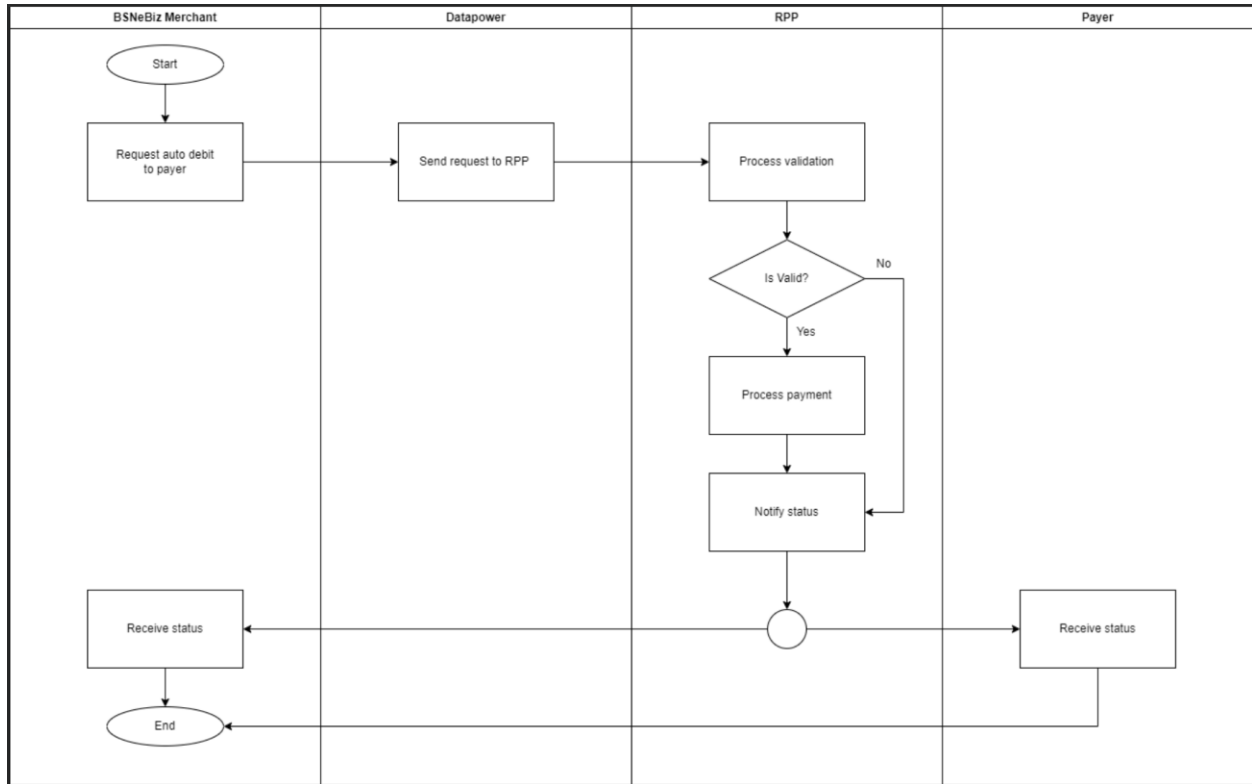 BSNeBiz Merchant
Datapower
RPP
Payer
Start
Request auto debit
to payer
Send request to RPP
Process validation
Is Valid?
No
Yes
Process payment
Notify status
Receive status
Receive status
End